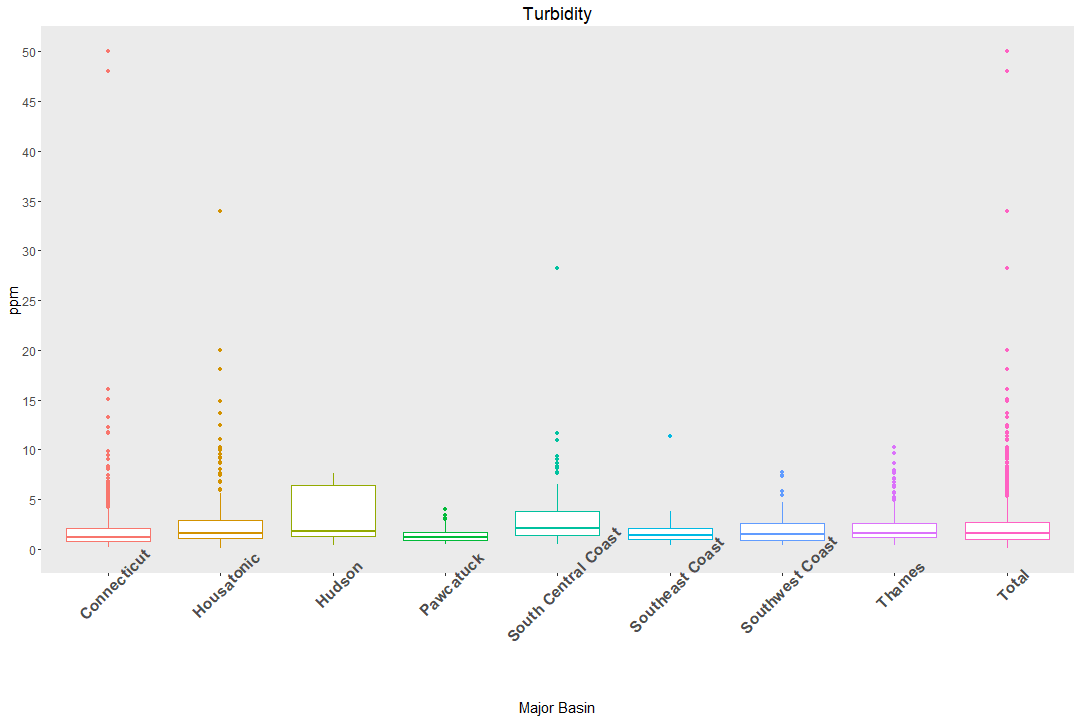 Turbidity
50
45
40
35
30
25
20
15
10
5
0
ppm
Connecticut
Housatonic
Hudson
Pawcatuck
South Central Coast
Southeast Coast
Southwest Coast
Thames
Total
Major Basin